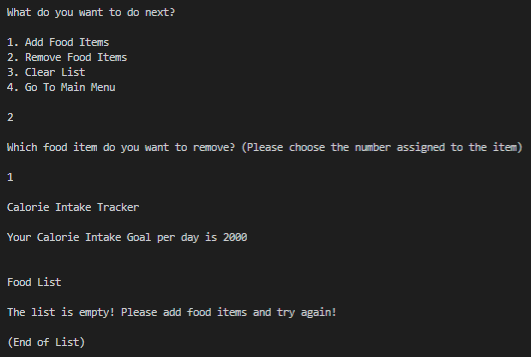 What do you want to do next?
1. Add Food Items
2. Remove Food Items
3. Clear List
4. Go To Main Menu
2
Which food item do you want to remove? (Please choose the number assigned to the item)
1
Calorie Intake Tracker
Your Calorie Intake Goal per day is 2000
Food List
The list is empty! Please add food items and try again!
(End of List)